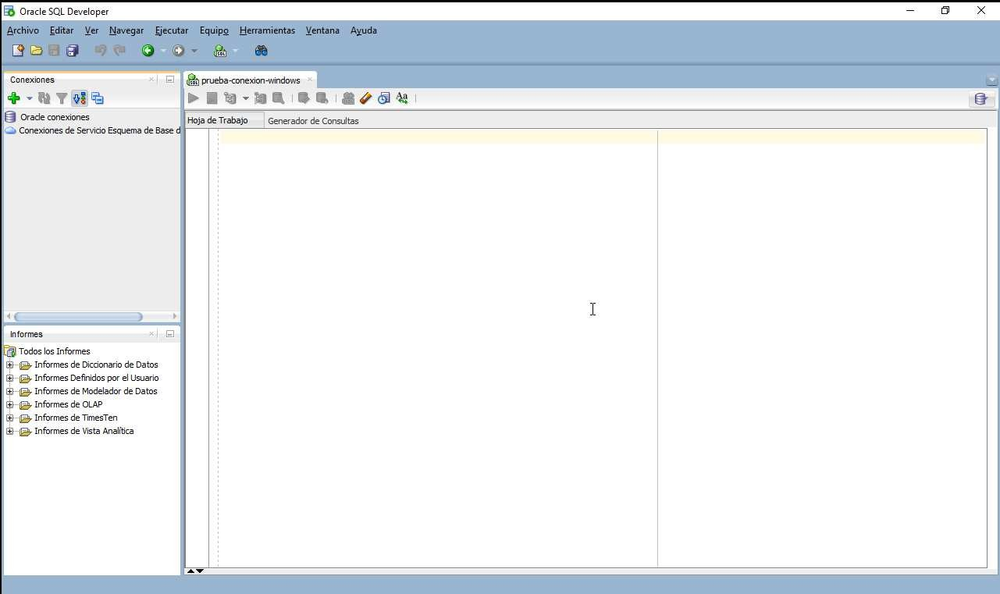 Oracle SQL Developer
Archivo Editar Ver Navegar Ejecutar Equipo Herramientas Ventana Ayuda
Conexiones
Oracle conexiones
Conexiones de Servicio Esquema de Base d
Informes
Todos los Informes
Informes de Diccionario de Datos
Informes Definidos por el Usuario
Informes de Modelador de Datos
Informes de OLAP
Informes de TimesTen
Informes de Vista Analítica
prueba-conexion-windows
Aa
Hoja de Trabajo Generador de Consultas